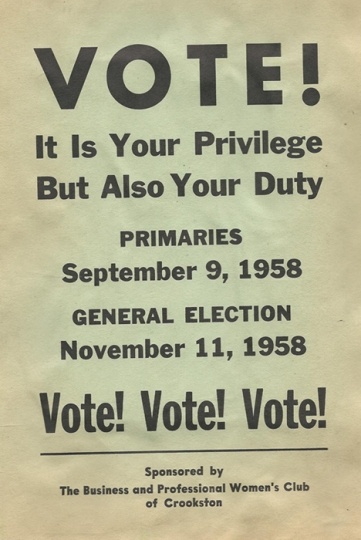 VOTE!
It Is Your Privilege
But Also Your Duty
PRIMARIES
September 9, 1958
GENERAL ELECTION
November 11, 1958
Vote! Vote! Vote!
Sponsored by
The Business and Professional Women's Club
of Crookston